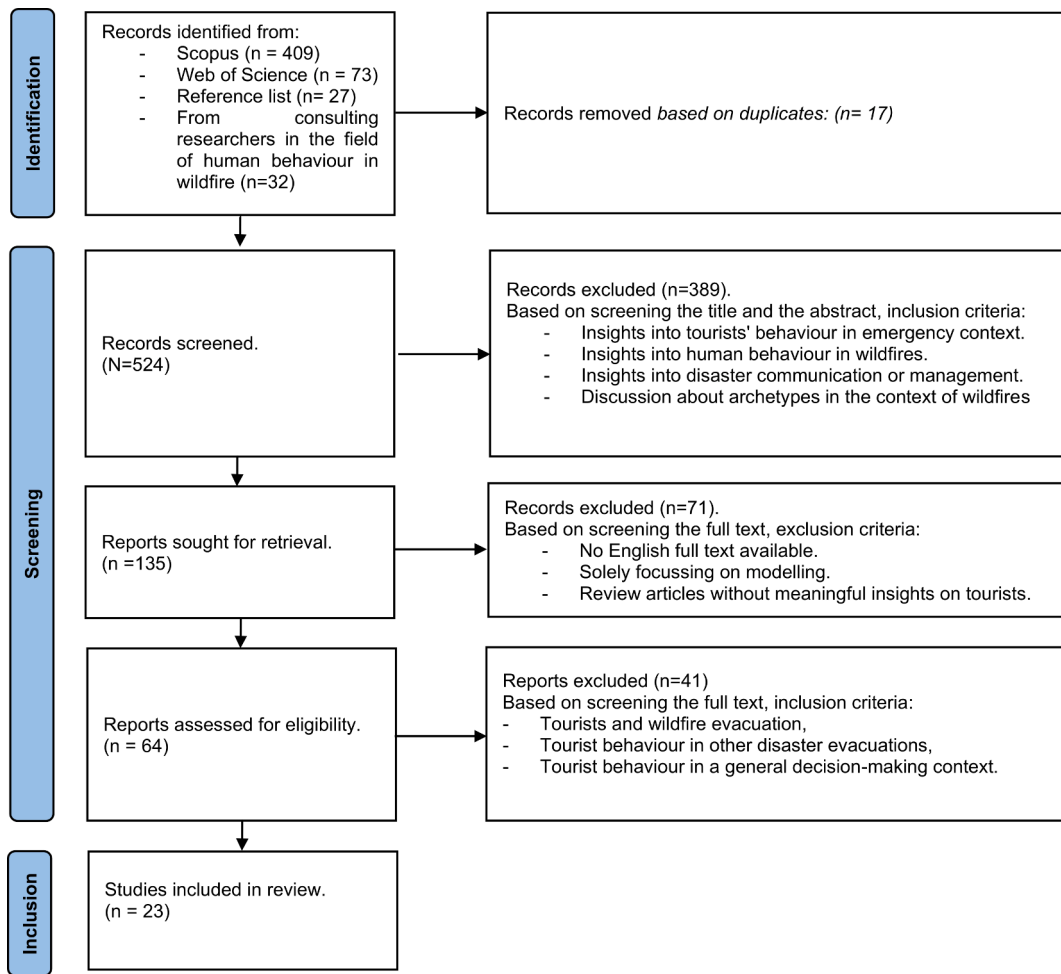 Identification
Records identified from:
- Scopus (n = 409)
- Web of Science (n = 73)
- Reference list (n= 27)
- From consulting
researchers in the field
of human behaviour in
wildfire (n=32)
Records removed based on duplicates: (n= 17)
Screening
Records screened.
(N=524)
Records excluded (n=389).
Based on screening the title and the abstract, inclusion criteria:
- Insights into tourists' behaviour in emergency context.
- Insights into human behaviour in wildfires.
- Insights into disaster communication or management.
- Discussion about archetypes in the context of wildfires
Reports sought for retrieval.
(n =135)
Records excluded (n=71).
Based on screening the full text, exclusion criteria:
- No English full text available.
- Solely focussing on modelling.
- Review articles without meaningful insights on tourists.
Reports assessed for eligibility.
(n = 64)
Reports excluded (n=41)
Based on screening the full text, inclusion criteria:
- Tourists and wildfire evacuation,
- Tourist behaviour in other disaster evacuations,
- Tourist behaviour in a general decision-making context.
Inclusion
Studies included in review.
(n = 23)